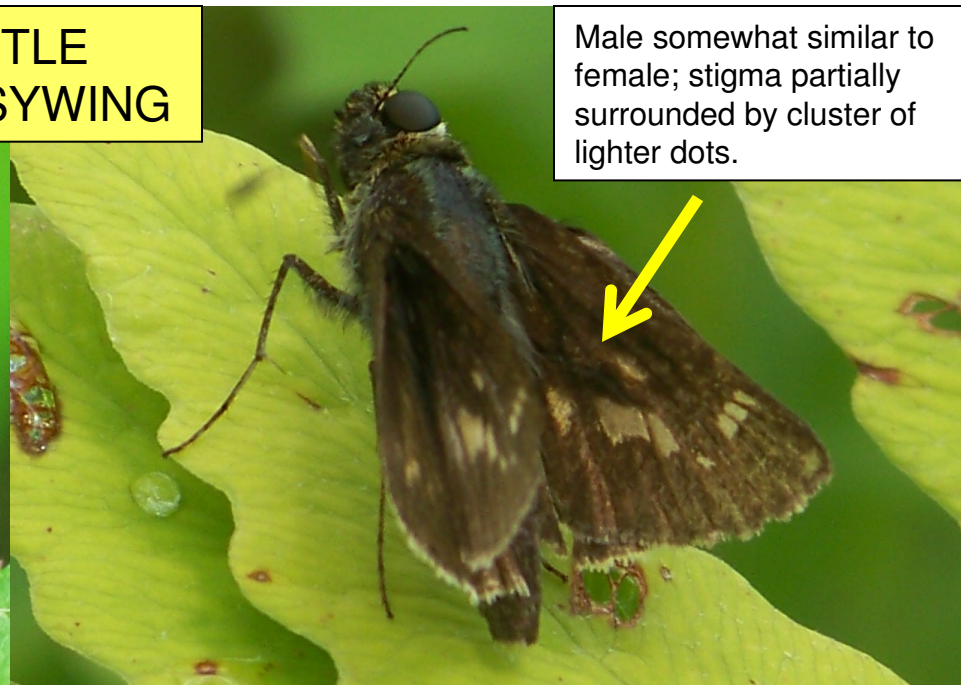 TLE
SYWING
Male somewhat similar to
female; stigma partially
surrounded by cluster of
lighter dots.